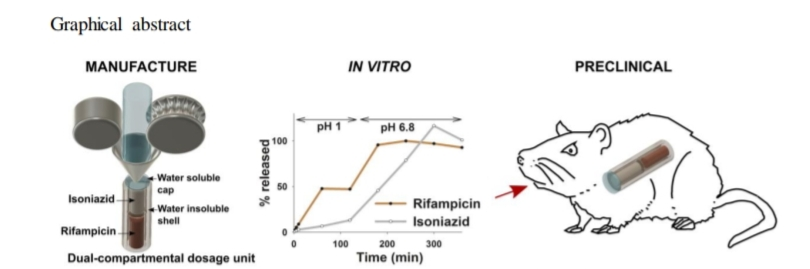 Graphical abstract
MANUFACTURE
Water soluble
cap
Isoniazid
Water insoluble
shell
Rifampicin
Dual-compartmental dosage unit
IN VITRO
pH 1
pH 6.8
% released
100
50
0
Rifampicin
Isoniazid
0
100
200
300
Time (min)
PRECLINICAL